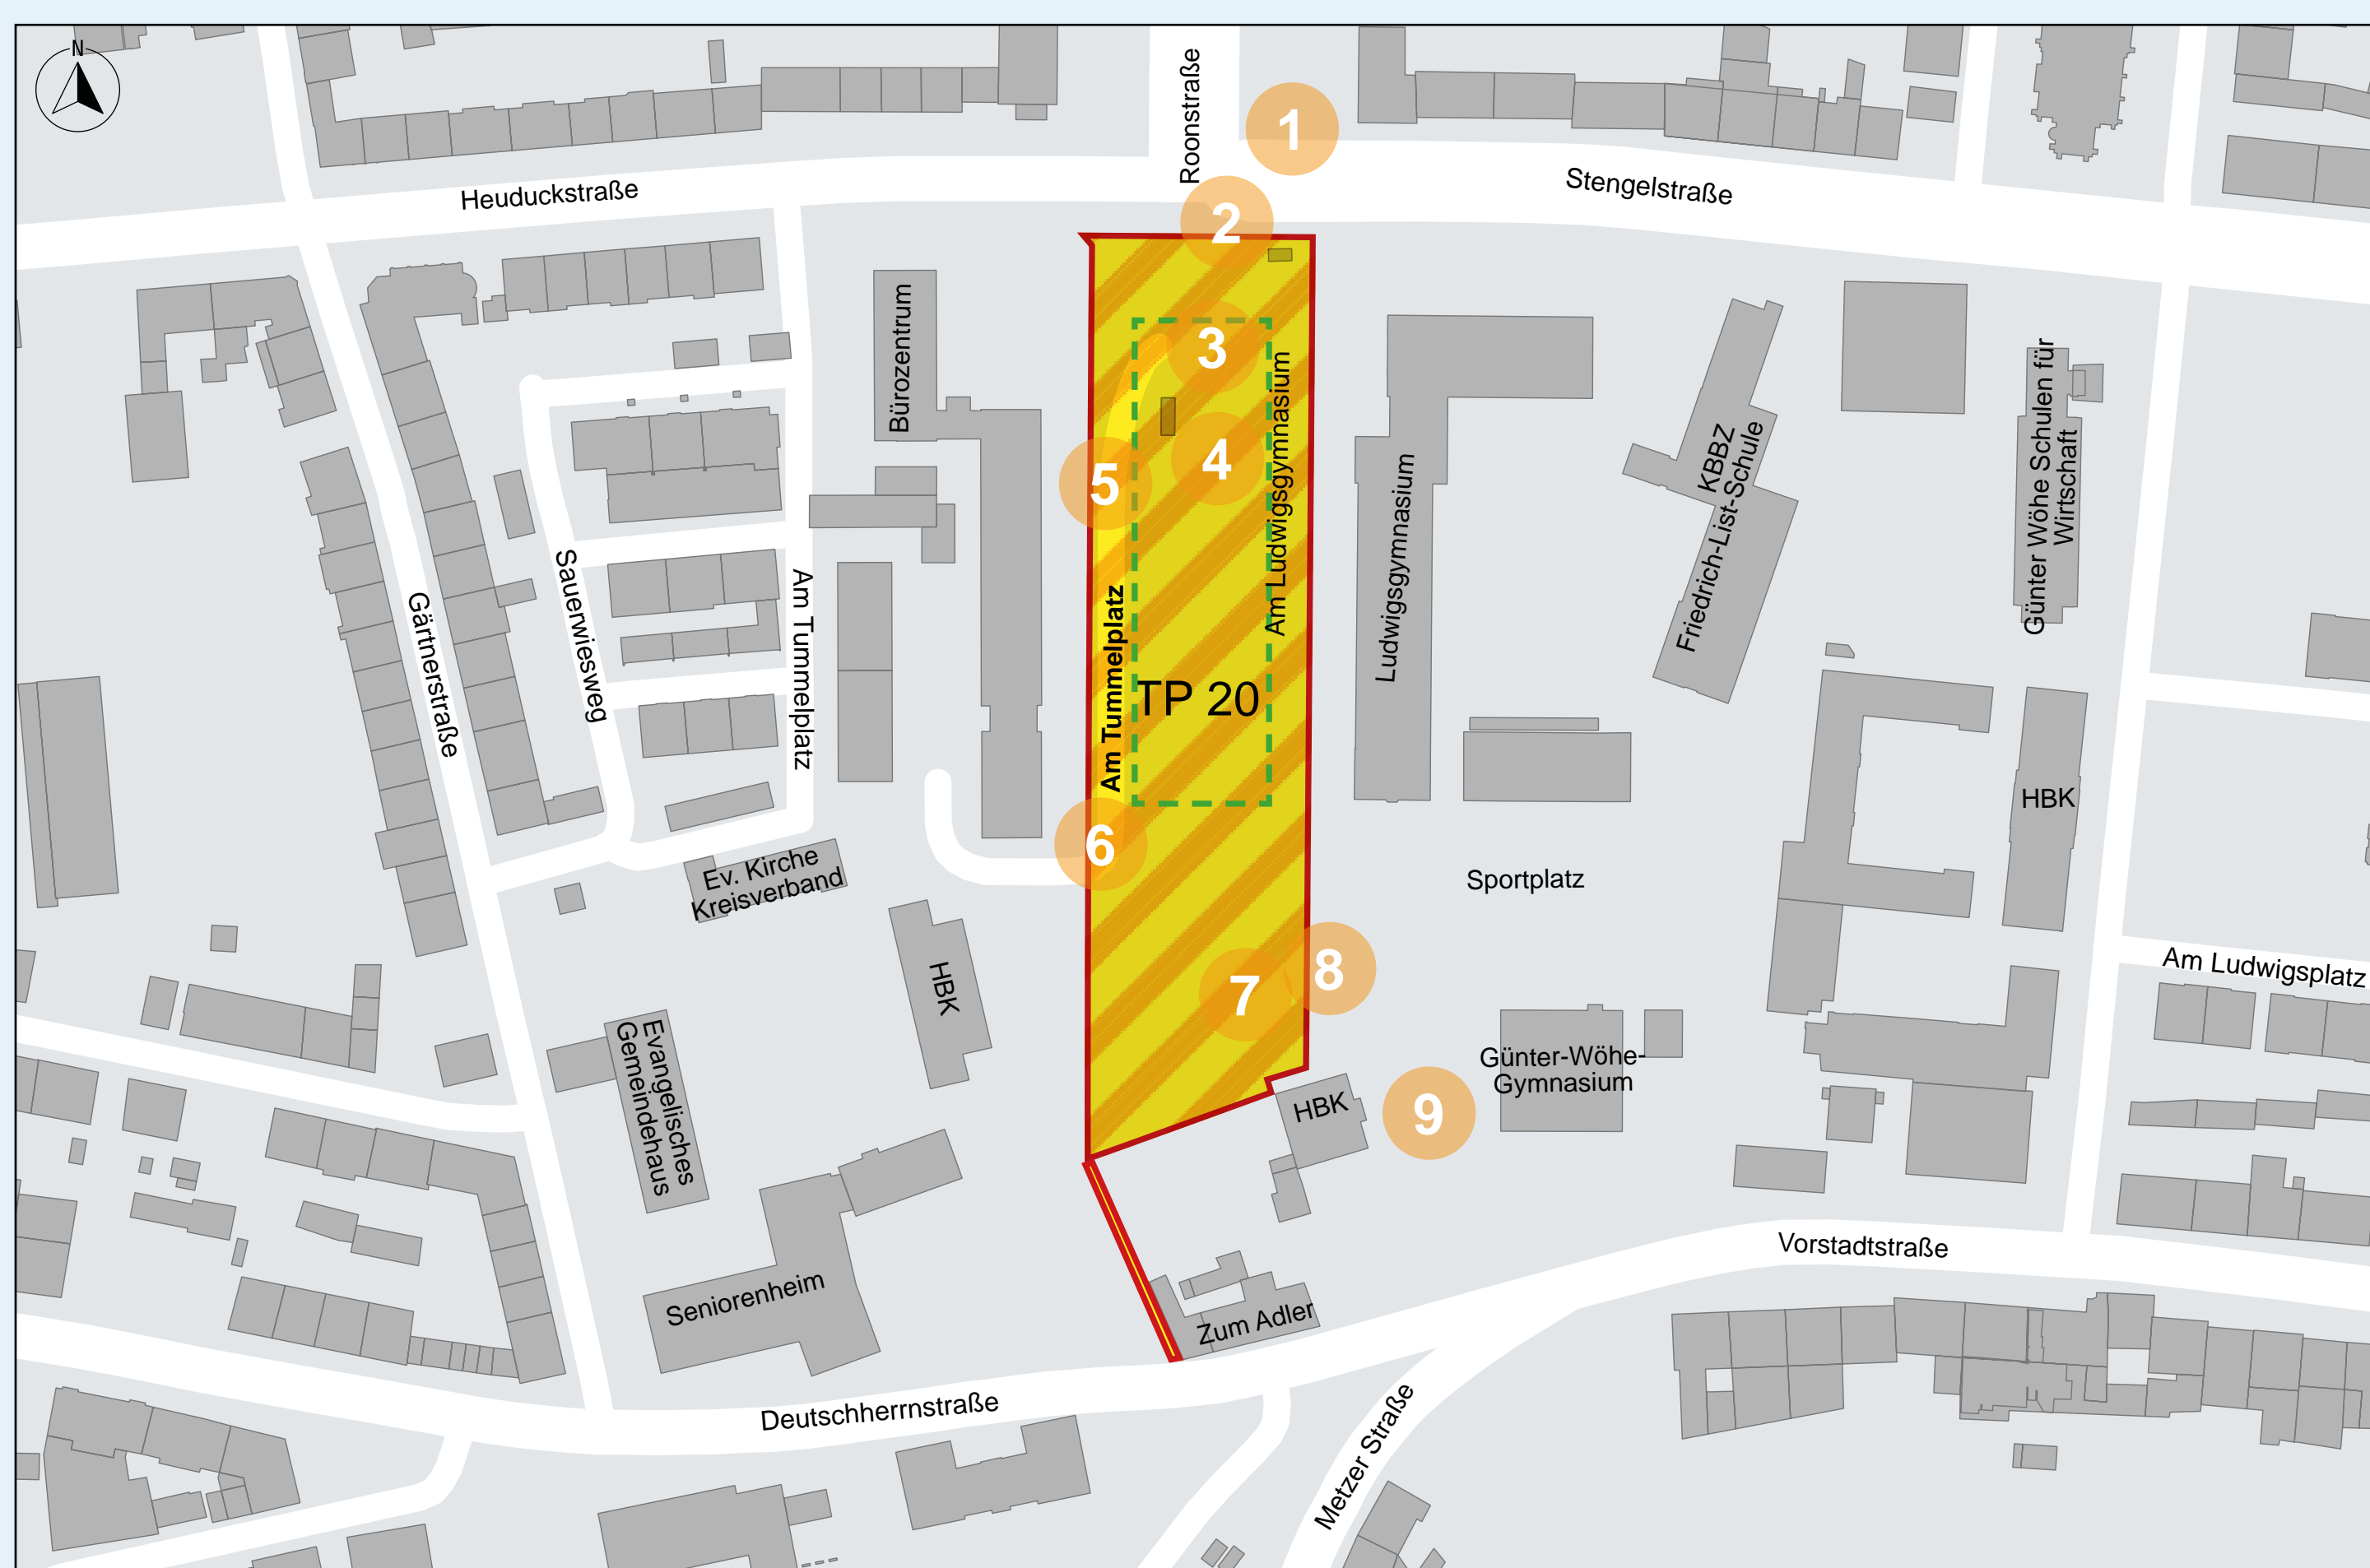 N
Roonstraße
1
Heuduckstraße
Stengelstraße
2
Bürozentrum
3
Am Ludwigsgymnasium
4
5
Ludwigsgymnasium
KBBZ
Friedrich-List-Schule
Günter Wöhe Schulen für
Wirtschaft
Gärtnerstraße
Sauerwiesweg
Am Tummelplatz
Am Tummelplatz
TP 20
HBK
6
Ev. Kirche
Kreisverband
Sportplatz
HBK
7
8
Am Ludwigsplatz
Evangelisches
Gemeindehaus
Günter-Wöhe-
Gymnasium
HBK
9
Vorstadtstraße
Seniorenheim
Zum Adler
Deutschherrnstraße
Metzer Straße